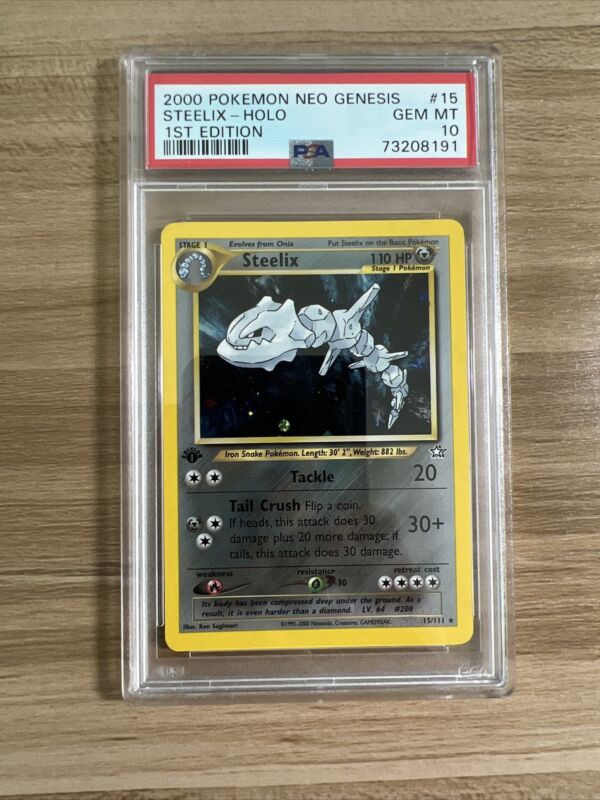 2000 POKEMON NEO GENESIS #15
STEELIX - HOLO GEM MT
1ST EDITION 10
PSA 73208191
STAGE 1 Evolves from Onix Put Steelix on the Basic Pokémon
Steelix 110 HP
Stage 1 Pokémon
Iron Snake Pokémon. Length: 30' 2", Weight: 882 lbs.
Tackle 20
Tail Crush Flip a coin.
If heads, this attack does 30
damage plus 20 more damage; if
tails, this attack does 30 damage.
30+
weakness resistance retreat cost
-30
Its body has been compressed deep under the ground. As a
result, it is even harder than a diamond. LV. 64 #208
Illus. Ken Sugimori ©1995-2000 Nintendo, Creatures, GAMEFREAK. 15/111 ★